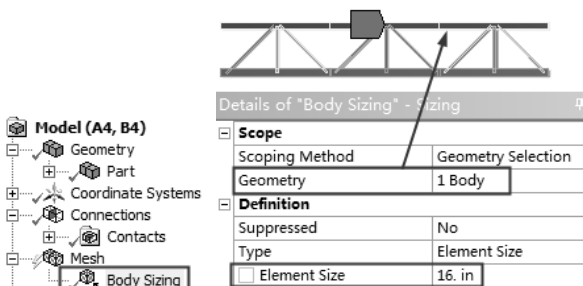 Model (A4, B4)
Geometry
Part
Coordinate Systems
Connections
Contacts
Mesh
Body Sizing
Details of "Body Sizing" - Sizing
Scope
Scoping Method Geometry Selection
Geometry 1 Body
Definition
Suppressed No
Type Element Size
Element Size 16. in